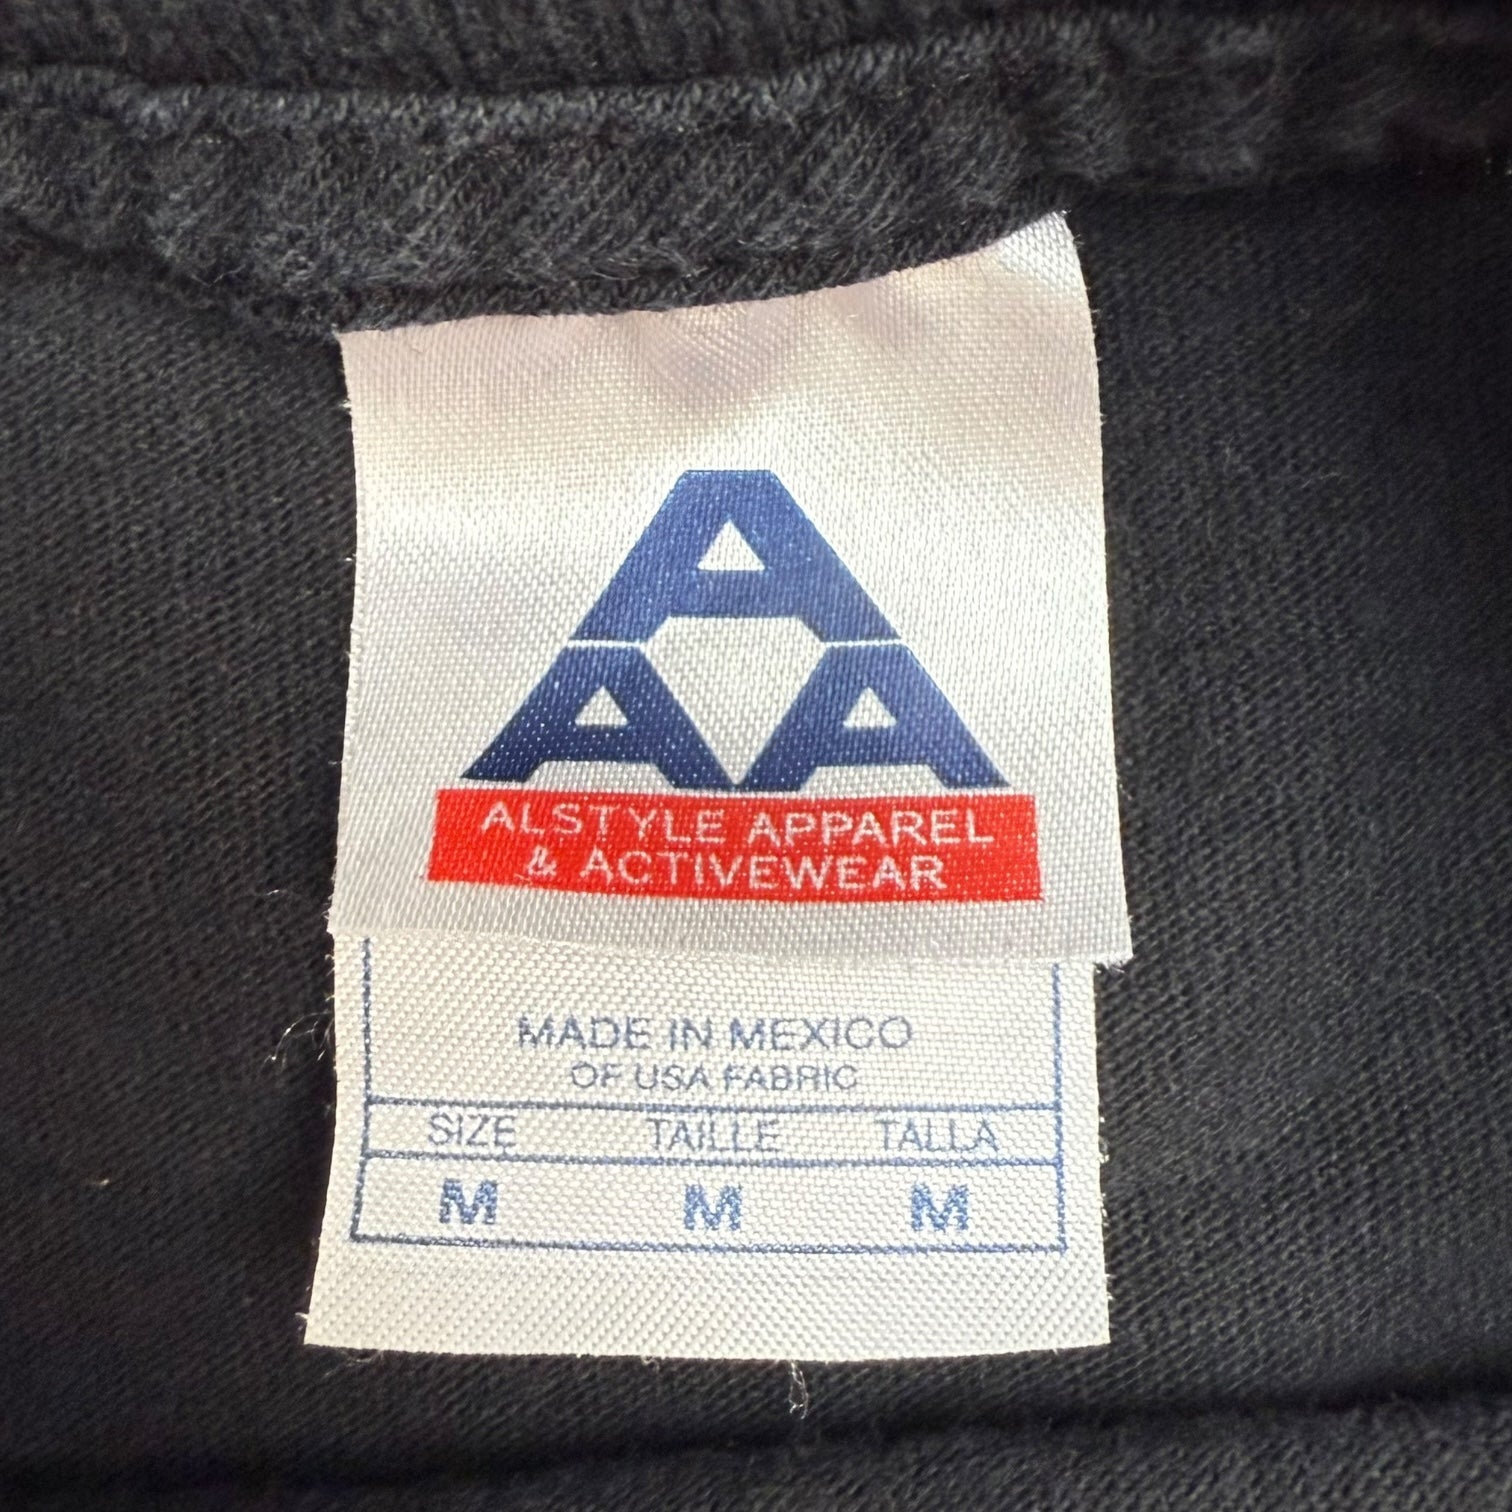 A
A A
ALSTYLE APPAREL
& ACTIVEWEAR
MADE IN MEXICO
OF USA FABRIC
SIZE TAILLE TALLA
M M M